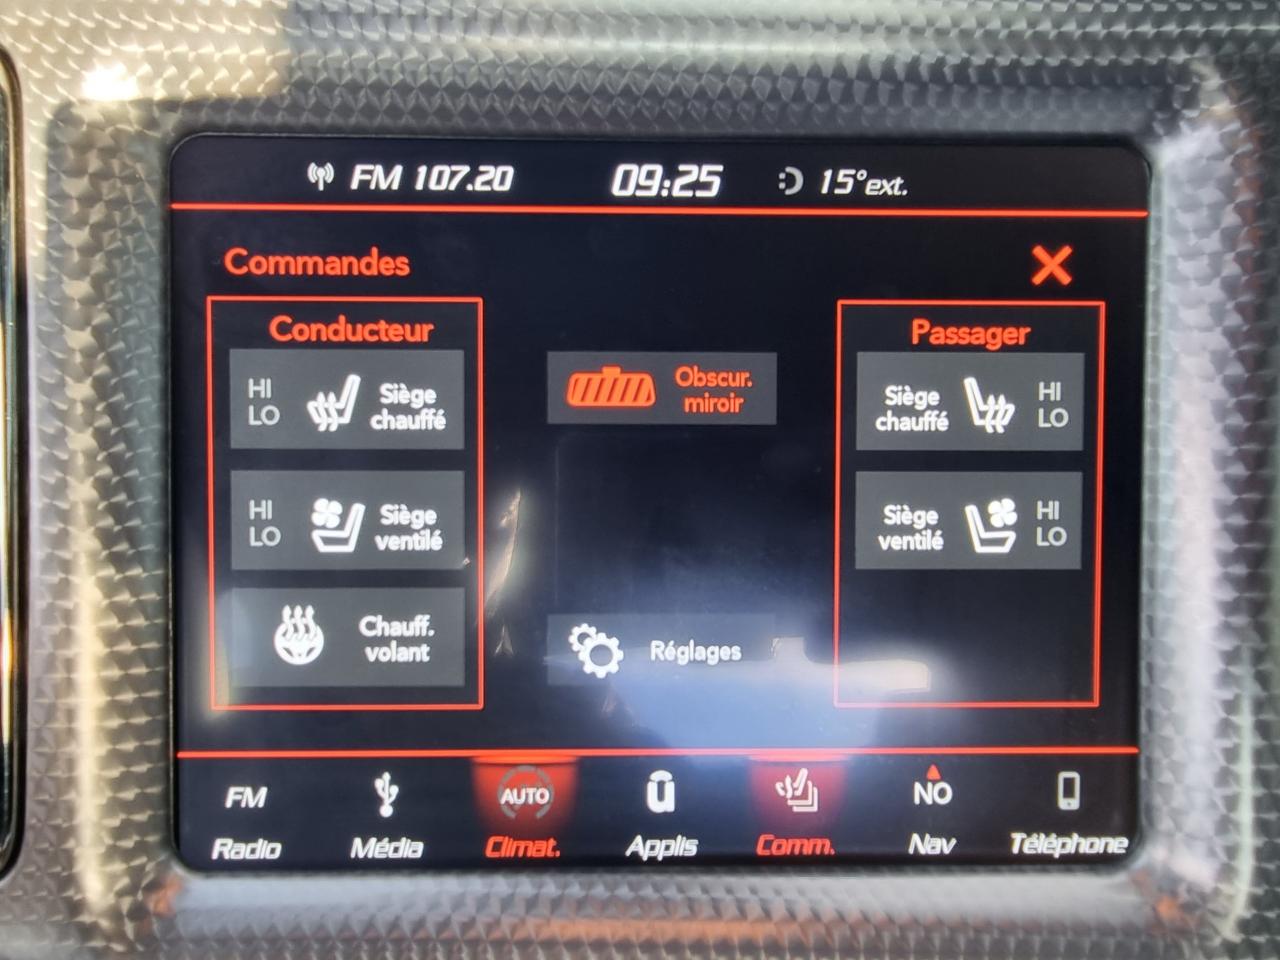 FM 107.20 09:25 15°ext.
Commandes
Conducteur
HI
LO
Siège
chauffé
HI
LO
Siège
ventilé
Chauff.
volant
Obscur.
miroir
Réglages
Passager
Siège
chauffé
HI
LO
Siège
ventilé
HI
LO
FM
Radio
Média
AUTO
Climat.
Applis
Comm.
NO
Nav
Téléphone